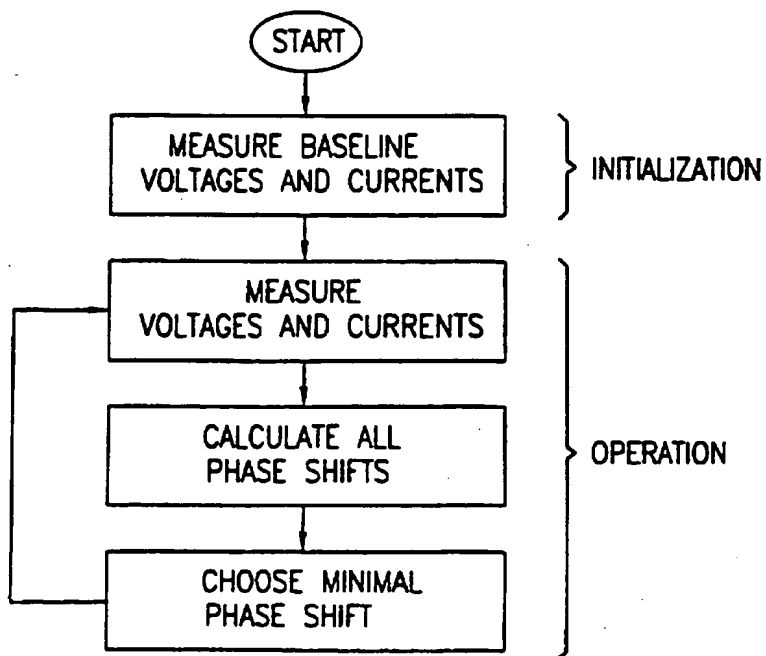 START
MEASURE BASELINE
VOLTAGES AND CURRENTS
INITIALIZATION
MEASURE
VOLTAGES AND CURRENTS
CALCULATE ALL
PHASE SHIFTS
OPERATION
CHOOSE MINIMAL
PHASE SHIFT